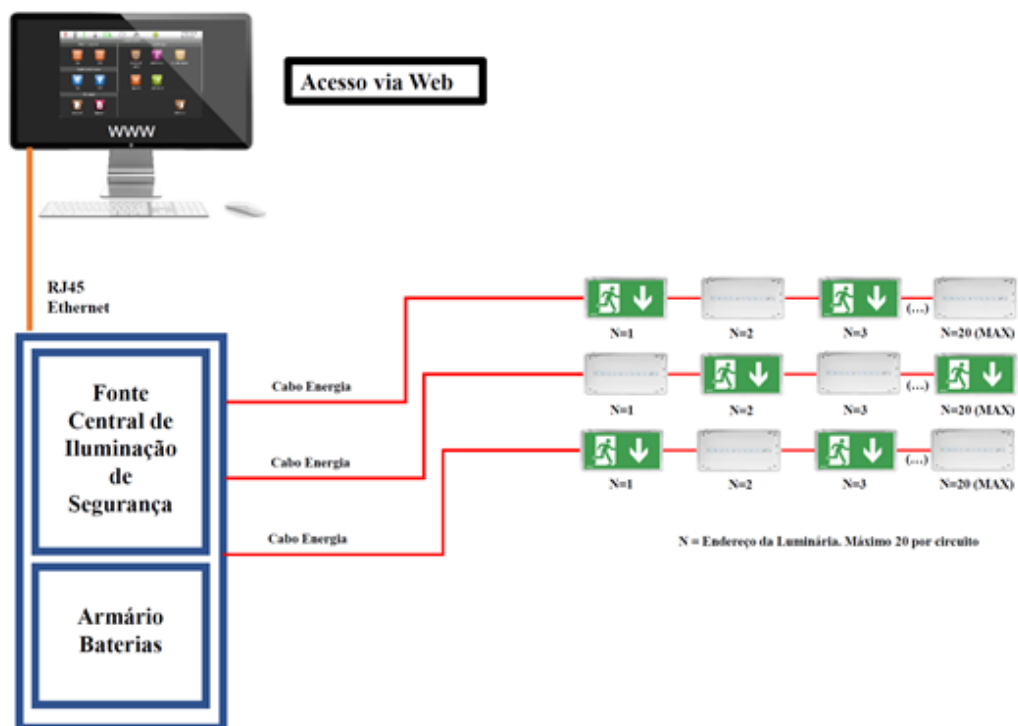 WWW
Acesso via Web
RJ45
Ethernet
N=1
N=2
N=3
(...)
N=20 (MAX)
Cabo Energia
N=1
N=2
N=3
(...)
N=20 (MAX)
Cabo Energia
N=1
N=2
N=3
(...)
N=20 (MAX)
Cabo Energia
Fonte
Central de
Iluminação
de
Segurança
N = Endereço da Luminária. Máximo 20 por circuito
Armário
Baterias